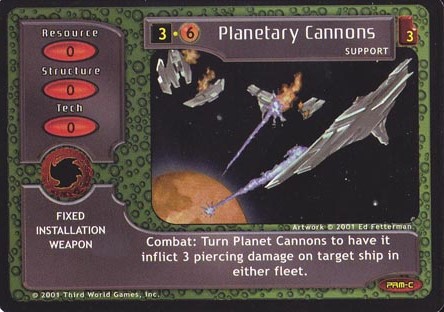 Resource
0
Structure
0
Tech
0
FIXED
INSTALLATION
WEAPON
3 • 6
Planetary Cannons
SUPPORT
3
Artwork © 2001 Ed Fetterman
Combat: Turn Planet Cannons to have it
inflict 3 piercing damage on target ship in
either fleet.
© 2001 Third World Games, Inc.
PRM-C